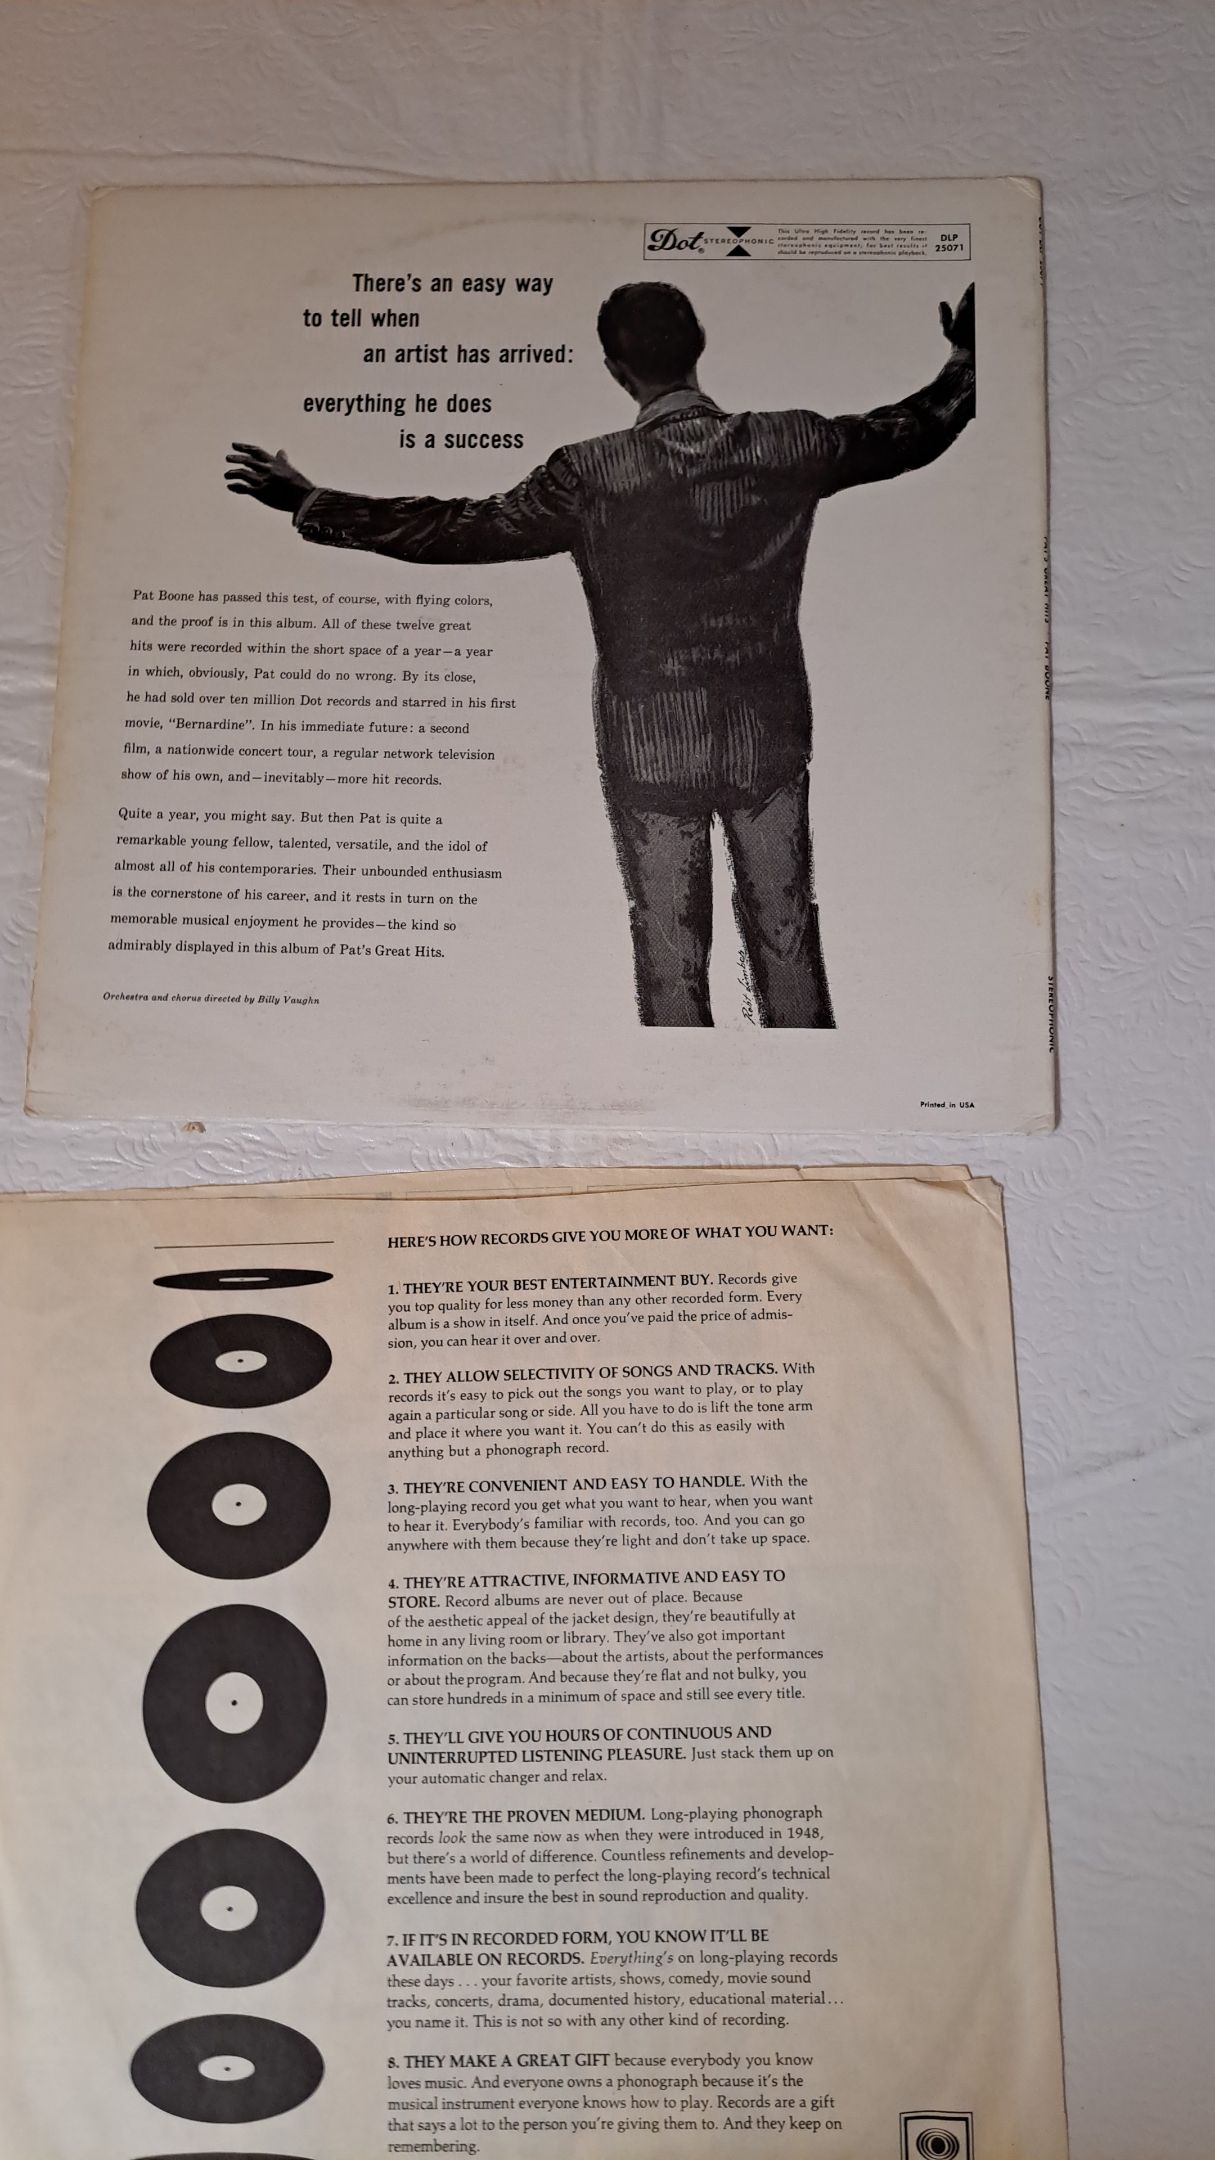 Dot
STEREOPHONIC
This Ultra High Fidelity record has been re-
corded and manufactured with the very finest
stereophonic equipment, for best results it
should be reproduced on a stereophonic playback.
DLP
25071
There's an easy way
to tell when
an artist has arrived:
everything he does
is a success
Pat Boone has passed this test, of course, with flying colors,
and the proof is in this album. All of these twelve great
hits were recorded within the short space of a year—a year
in which, obviously, Pat could do no wrong. By its close,
he had sold over ten million Dot records and starred in his first
movie, “Bernardine”. In his immediate future: a second
film, a nationwide concert tour, a regular network television
show of his own, and—inevitably—more hit records.
Quite a year, you might say. But then Pat is quite a
remarkable young fellow, talented, versatile, and the idol of
almost all of his contemporaries. Their unbounded enthusiasm
is the cornerstone of his career, and it rests in turn on the
memorable musical enjoyment he provides—the kind so
admirably displayed in this album of Pat's Great Hits.
Orchestra and chorus directed by Billy Vaughn
Printed in USA
STEREOPHONIC
HERE'S HOW RECORDS GIVE YOU MORE OF WHAT YOU WANT:
1. THEY'RE YOUR BEST ENTERTAINMENT BUY. Records give
you top quality for less money than any other recorded form. Every
album is a show in itself. And once you've paid the price of admis-
sion, you can hear it over and over.
2. THEY ALLOW SELECTIVITY OF SONGS AND TRACKS. With
records it's easy to pick out the songs you want to play, or to play
again a particular song or side. All you have to do is lift the tone arm
and place it where you want it. You can't do this as easily with
anything but a phonograph record.
3. THEY'RE CONVENIENT AND EASY TO HANDLE. With the
long-playing record you get what you want to hear, when you want
to hear it. Everybody's familiar with records, too. And you can go
anywhere with them because they're light and don't take up space.
4. THEY'RE ATTRACTIVE, INFORMATIVE AND EASY TO
STORE. Record albums are never out of place. Because
of the aesthetic appeal of the jacket design, they're beautifully at
home in any living room or library. They've also got important
information on the backs—about the artists, about the performances
or about the program. And because they're flat and not bulky, you
can store hundreds in a minimum of space and still see every title.
5. THEY'LL GIVE YOU HOURS OF CONTINUOUS AND
UNINTERRUPTED LISTENING PLEASURE. Just stack them up on
your automatic changer and relax.
6. THEY'RE THE PROVEN MEDIUM. Long-playing phonograph
records look the same now as when they were introduced in 1948,
but there's a world of difference. Countless refinements and develop-
ments have been made to perfect the long-playing record's technical
excellence and insure the best in sound reproduction and quality.
7. IF IT'S IN RECORDED FORM, YOU KNOW IT'LL BE
AVAILABLE ON RECORDS. Everything's on long-playing records
these days . . . your favorite artists, shows, comedy, movie sound
tracks, concerts, drama, documented history, educational material . . .
you name it. This is not so with any other kind of recording.
8. THEY MAKE A GREAT GIFT because everybody you know
loves music. And everyone owns a phonograph because it's the
musical instrument everyone knows how to play. Records are a gift
that says a lot to the person you're giving them to. And they keep on
remembering.